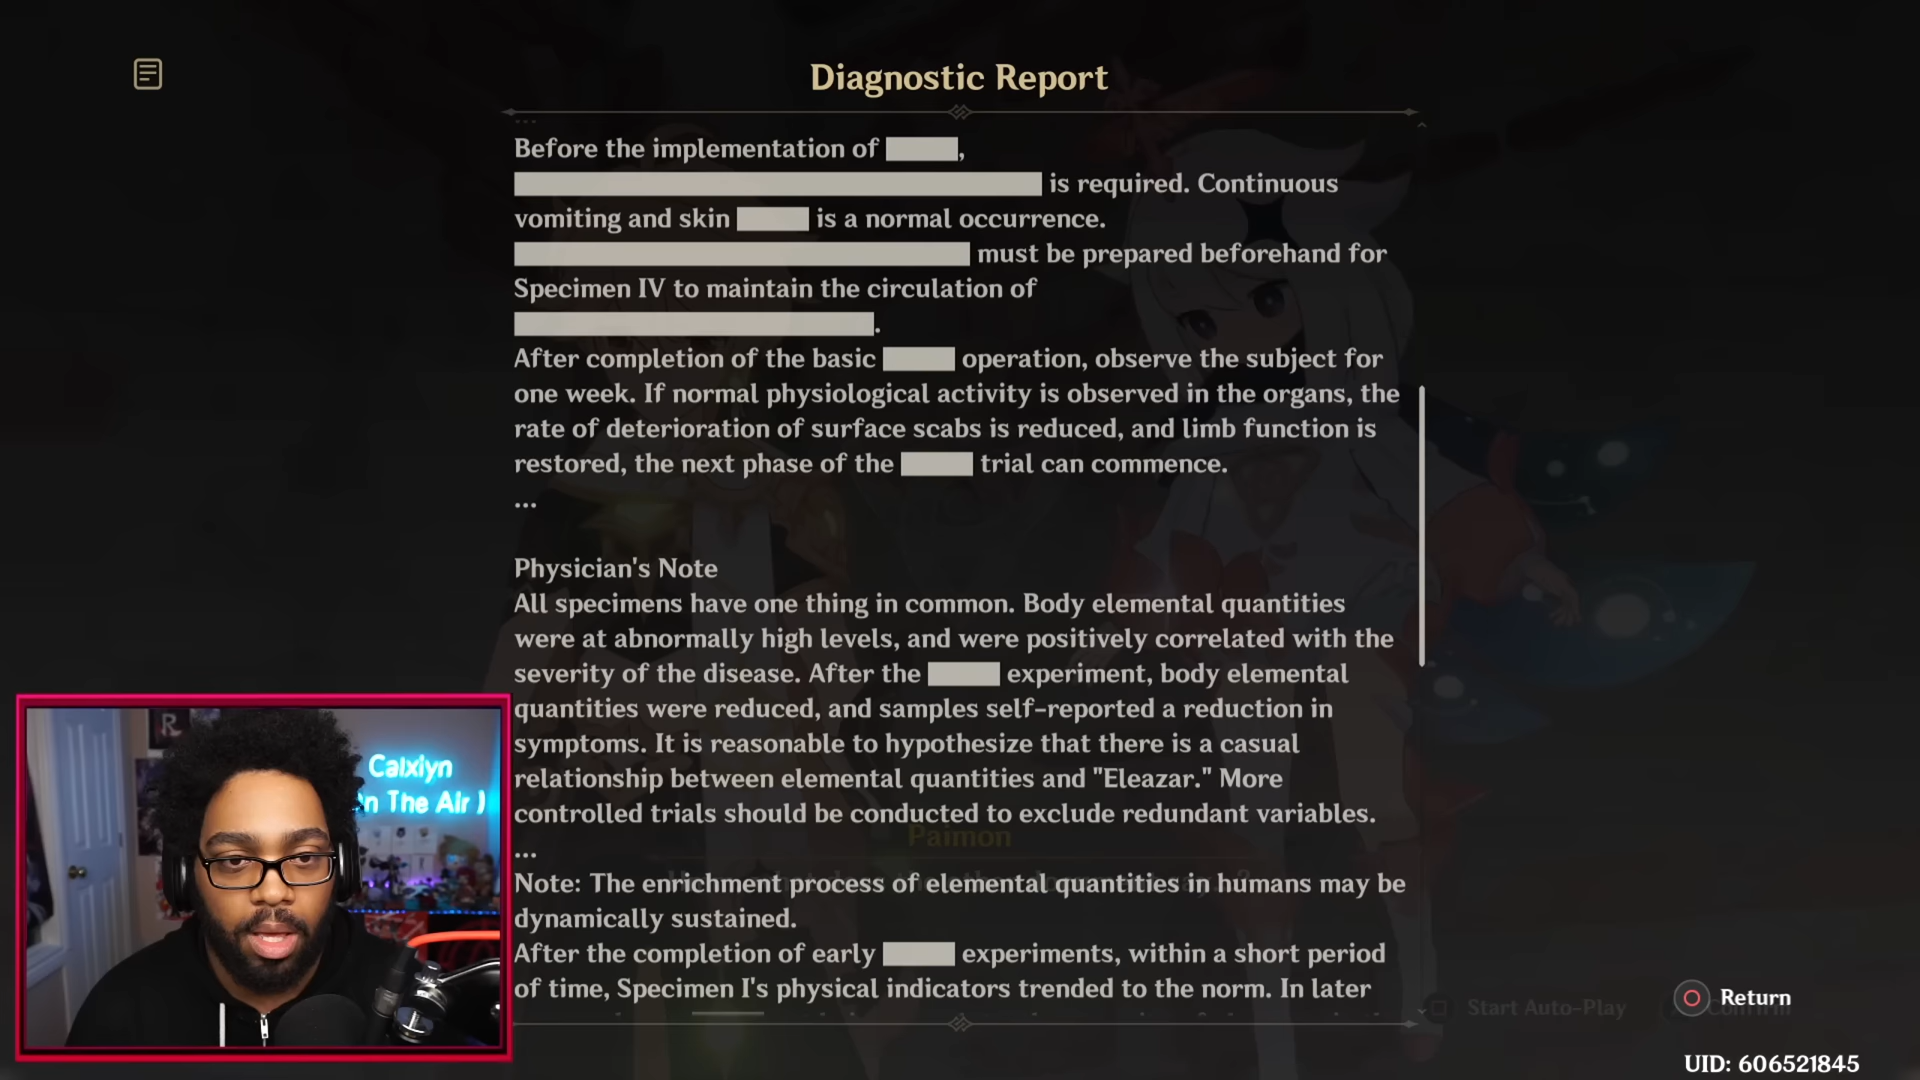 Diagnostic Report
...
Before the implementation of ,
is required. Continuous
vomiting and skin is a normal occurrence.
must be prepared beforehand for
Specimen IV to maintain the circulation of
.
After completion of the basic operation, observe the subject for
one week. If normal physiological activity is observed in the organs, the
rate of deterioration of surface scabs is reduced, and limb function is
restored, the next phase of the trial can commence.
...
Physician's Note
All specimens have one thing in common. Body elemental quantities
were at abnormally high levels, and were positively correlated with the
severity of the disease. After the experiment, body elemental
quantities were reduced, and samples self-reported a reduction in
symptoms. It is reasonable to hypothesize that there is a casual
relationship between elemental quantities and "Eleazar." More
controlled trials should be conducted to exclude redundant variables.
Paimon
...
Note: The enrichment process of elemental quantities in humans may be
dynamically sustained.
After the completion of early experiments, within a short period
of time, Specimen I's physical indicators trended to the norm. In later
R
Calxiyn
n The Air )
Start Auto-Play
Return
Confirm
UID: 606521845